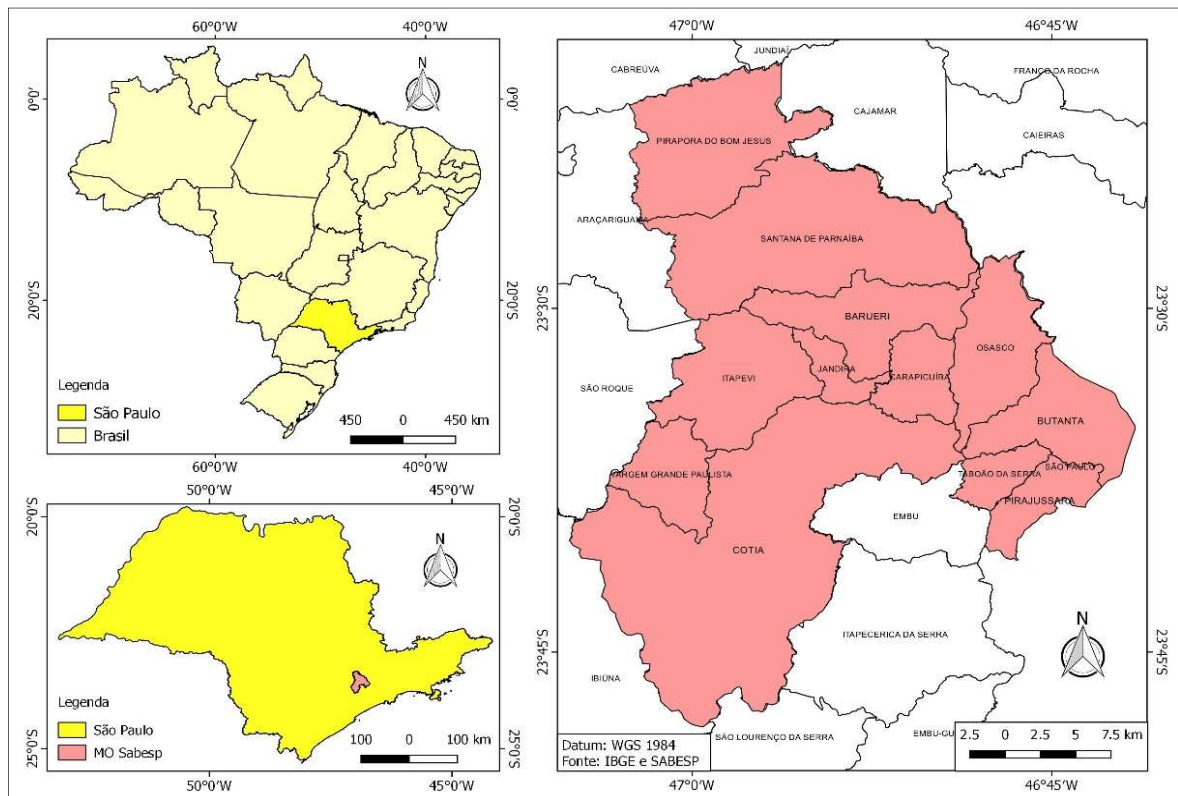 60°0'W 40°0'W
N
0°0' 0°0'
20°0'S 20°0'S
Legenda
São Paulo
Brasil
450 0 450 km
60°0'W 40°0'W
50°0'W 45°0'W
20°0'S 20°0'S
N
Legenda
São Paulo
MO Sabesp
100 0 100 km
25°0'S 25°0'S
50°0'W 45°0'W
47°0'W 46°45'W
JUNDIAÍ
CABREÚVA
FRANCO DA ROCHA
CAJAMAR
CAIEIRAS
PIRAPORA DO BOM JESUS
ARAÇARIGUAMA
SANTANA DE PARNAÍBA
23°30'S 23°30'S
BARUERI
OSASCO
JANDIRA
CARAPICUÍBA
ITAPEVI
SÃO ROQUE
BUTANTA
VARGEM GRANDE PAULISTA
TABOÃO DA SERRA
SÃO PAULO
PIRAJUSSARA
EMBU
COTIA
ITAPECERICA DA SERRA
N
23°45'S 23°45'S
IBIÚNA
SÃO LOURENÇO DA SERRA
EMBU-GU
Datum: WGS 1984
Fonte: IBGE e SABESP
2.5 0 2.5 5 7.5 km
47°0'W 46°45'W